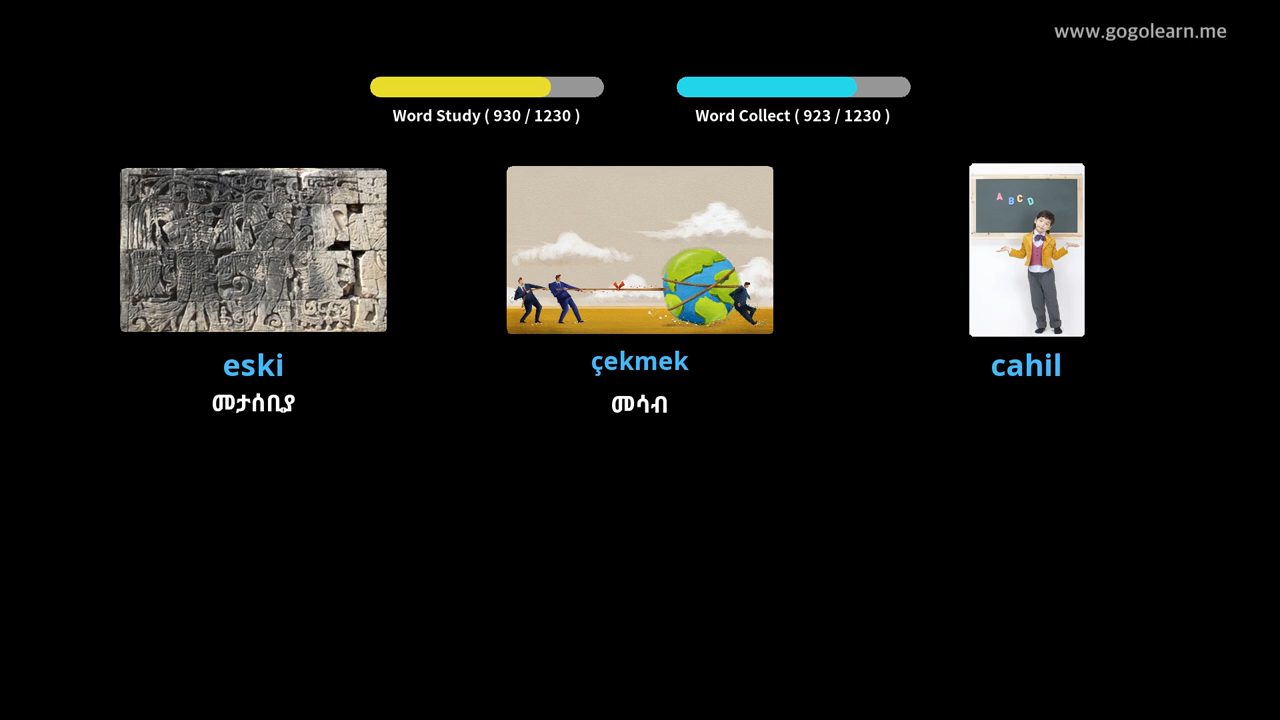 www.gogolearn.me
Word Study ( 930 / 1230 )
Word Collect ( 923 / 1230 )
A B C D
eski
çekmek
cahil
መታሰቢያ
መሳብ